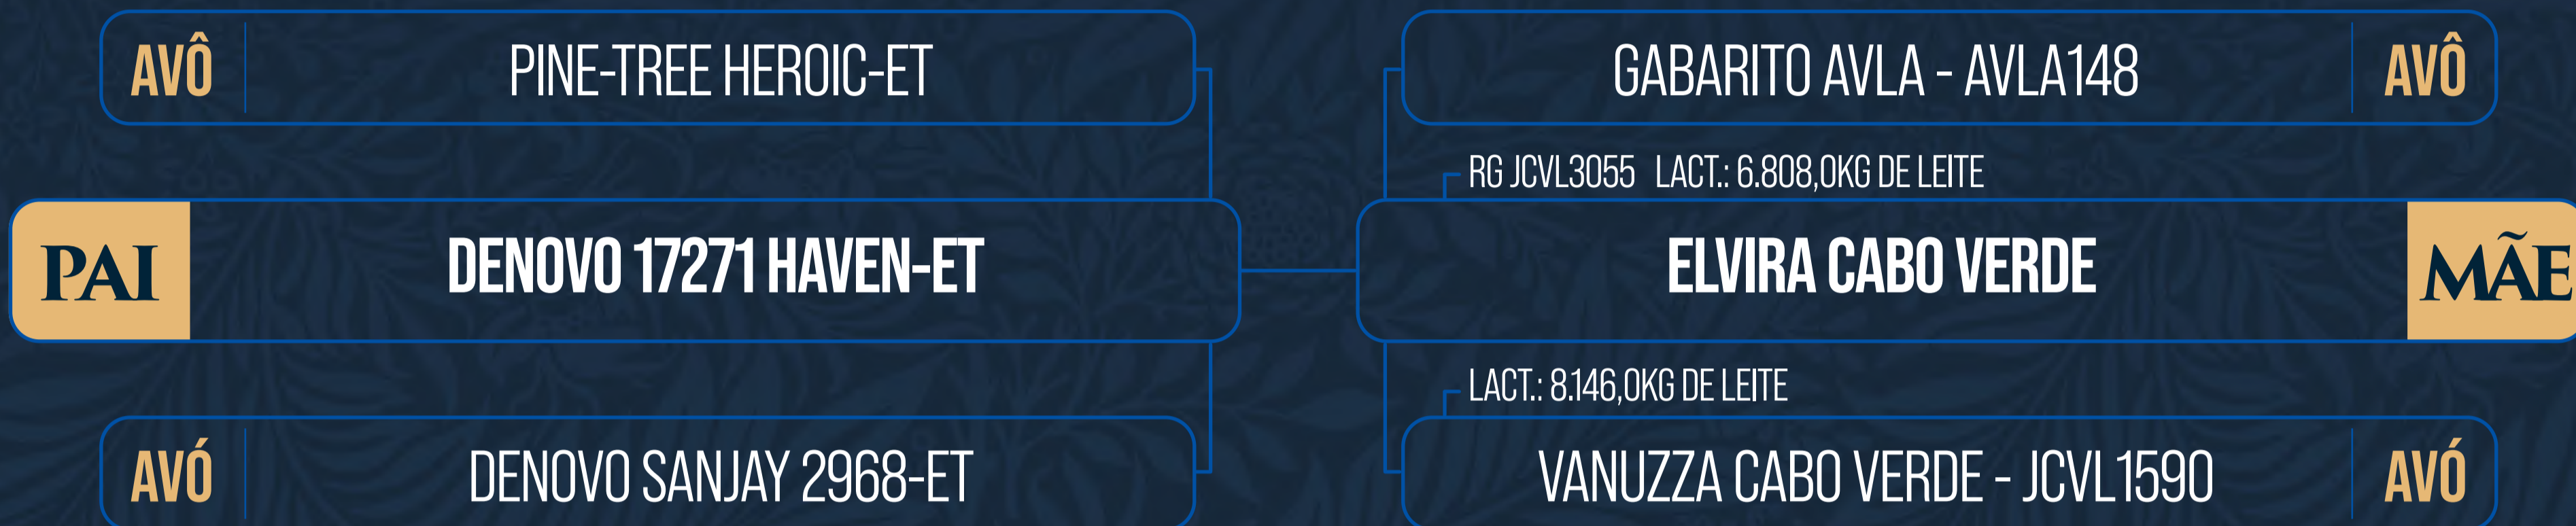 AVÔ PINE-TREE HEROIC-ET
GABARITO AVLA - AVLA148 AVÔ
RG JCVL3055 LACT.: 6.808,0KG DE LEITE
PAI DENOVO 17271 HAVEN-ET
ELVIRA CABO VERDE MÃE
LACT.: 8.146,0KG DE LEITE
AVÓ DENOVO SANJAY 2968-ET
VANUZZA CABO VERDE - JCVL1590 AVÓ